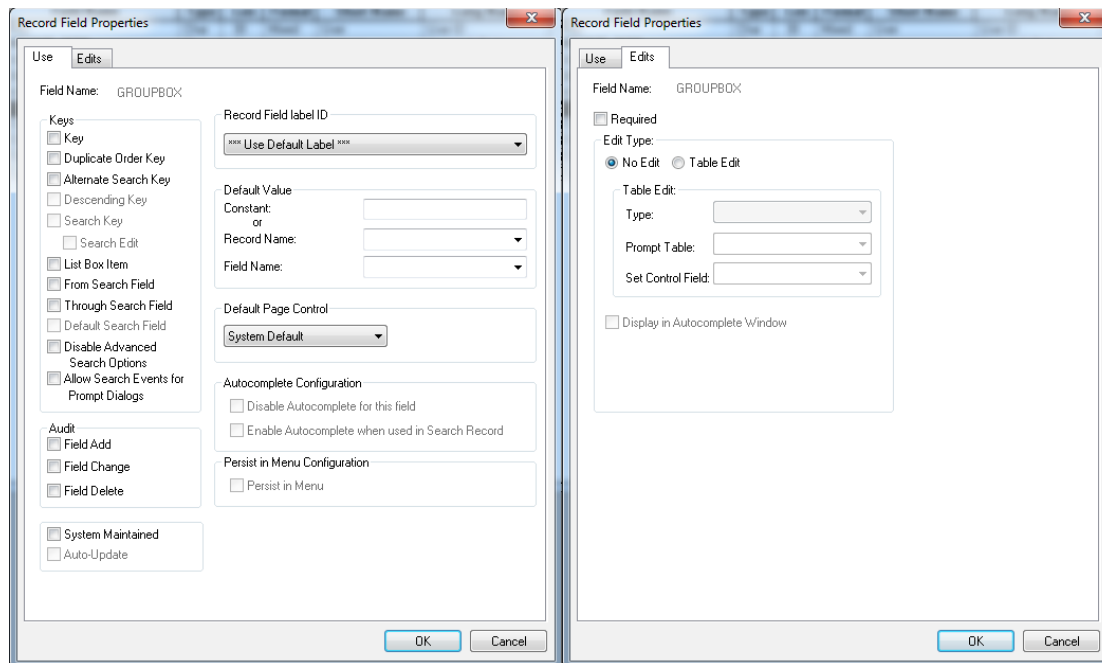 Record Field Properties
Use
Edits
Field Name: GROUPBOX
Keys
Key
Duplicate Order Key
Alternate Search Key
Descending Key
Search Key
Search Edit
List Box Item
From Search Field
Through Search Field
Default Search Field
Disable Advanced
Search Options
Allow Search Events for
Prompt Dialogs
Audit
Field Add
Field Change
Field Delete
System Maintained
Auto-Update
Record Field label ID
*** Use Default Label ***
Default Value
Constant:
or
Record Name:
Field Name:
Default Page Control
System Default
Autocomplete Configuration
Disable Autocomplete for this field
Enable Autocomplete when used in Search Record
Persist in Menu Configuration
Persist in Menu
OK
Cancel
Record Field Properties
Use
Edits
Field Name: GROUPBOX
Required
Edit Type:
No Edit Table Edit
Table Edit:
Type:
Prompt Table:
Set Control Field:
Display in Autocomplete Window
OK
Cancel